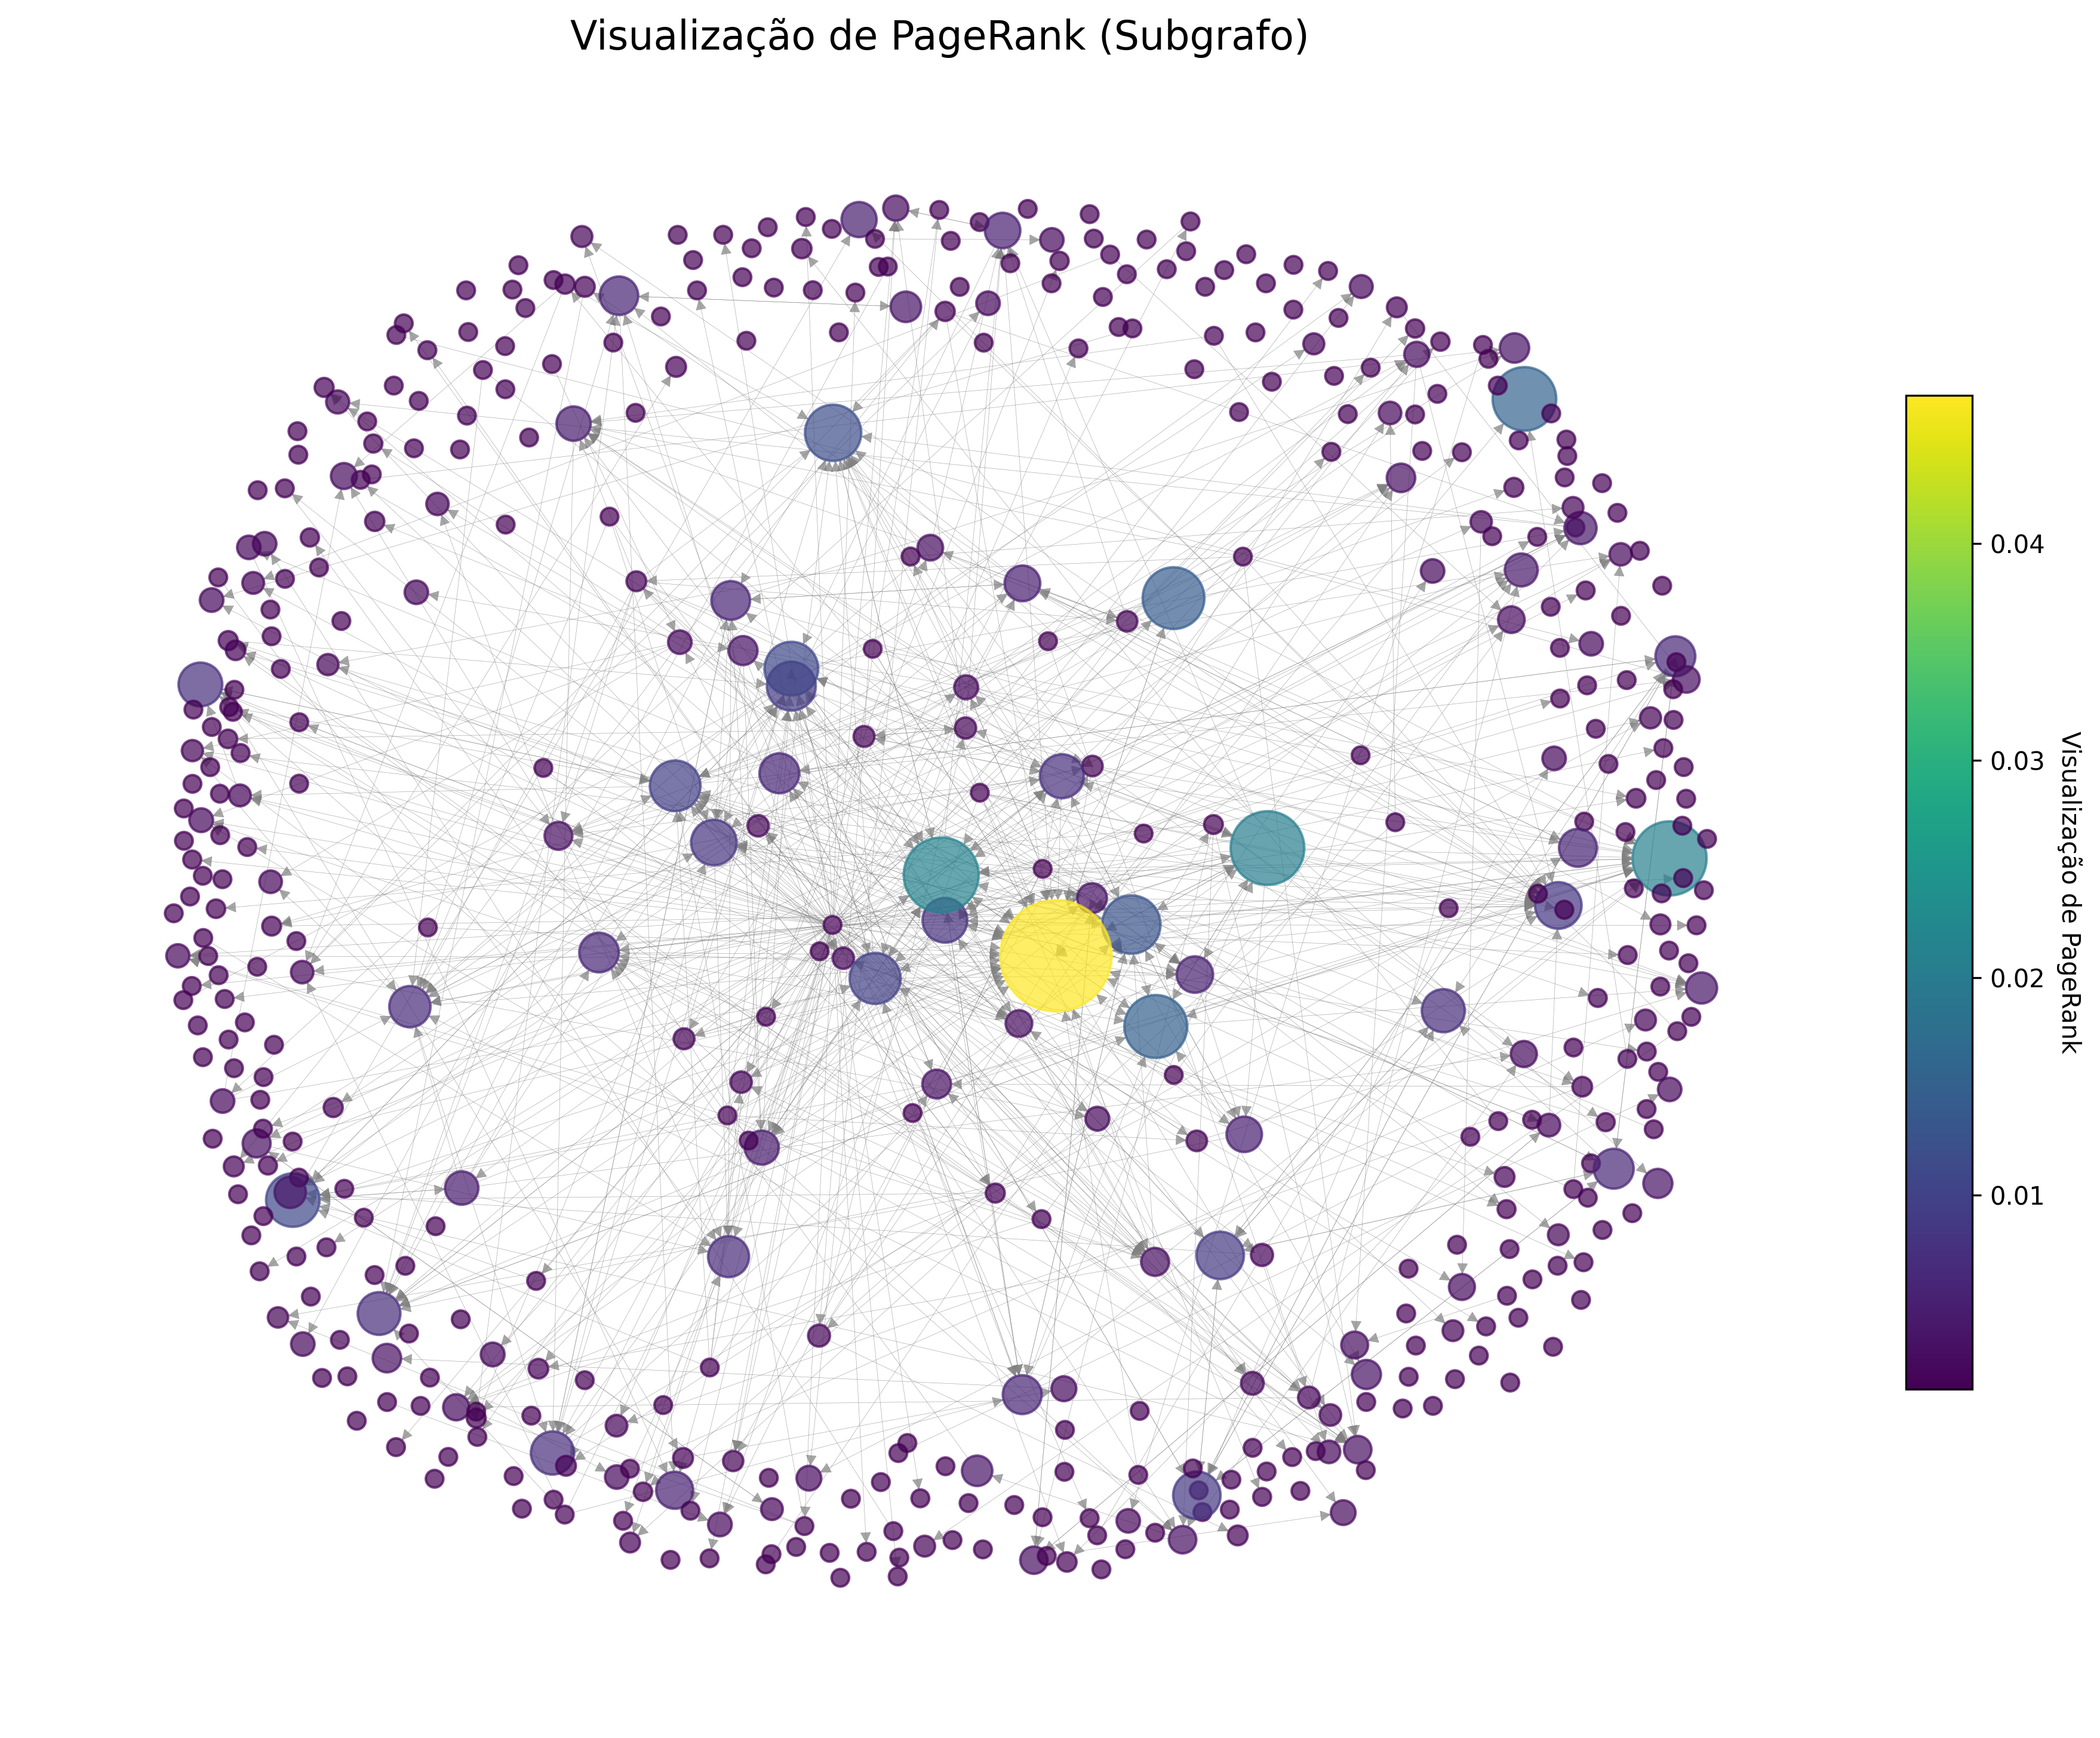 Visualização de PageRank (Subgrafo)
0.04
0.03
0.02
0.01
Visualização de PageRank